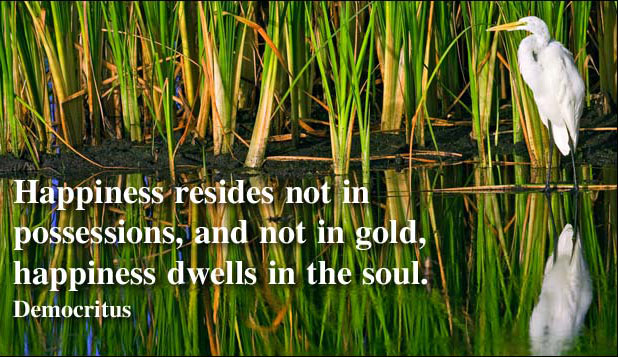 Happiness resides not in
possessions, and not in gold,
happiness dwells in the soul.
Democritus